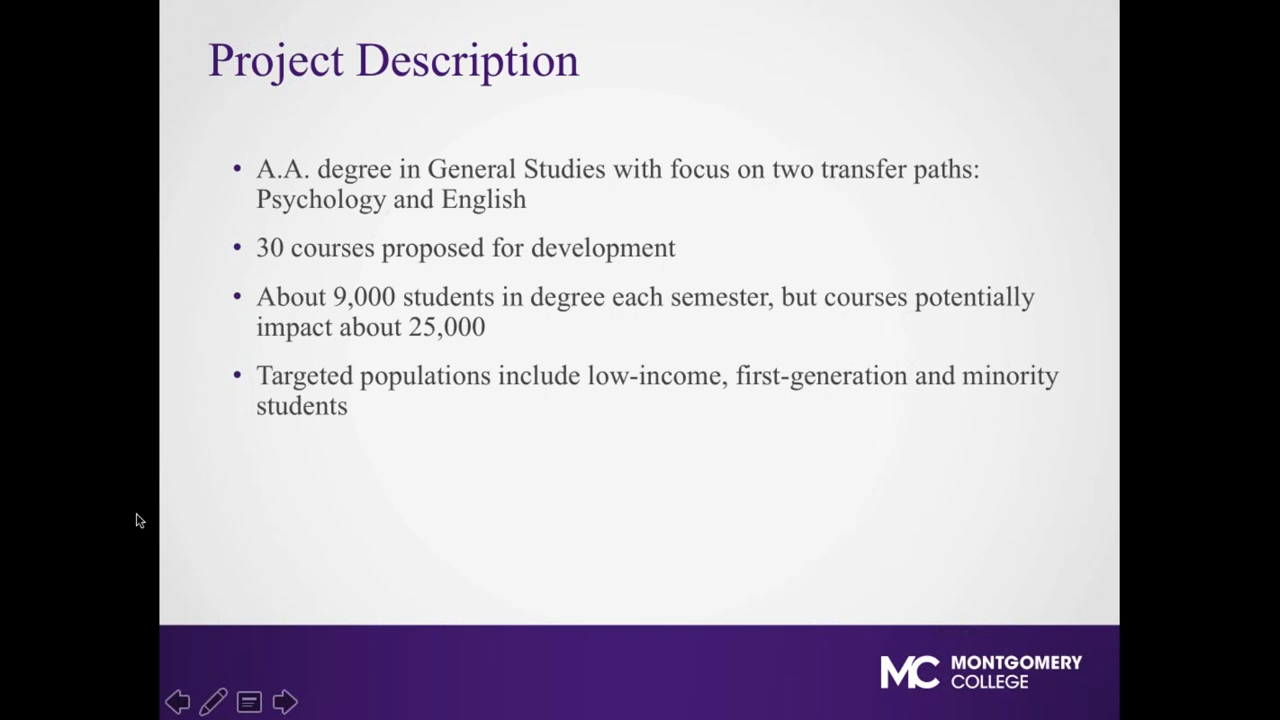 Project Description
• A.A. degree in General Studies with focus on two transfer paths:
Psychology and English
• 30 courses proposed for development
• About 9,000 students in degree each semester, but courses potentially
impact about 25,000
• Targeted populations include low-income, first-generation and minority
students
MC MONTGOMERY
COLLEGE